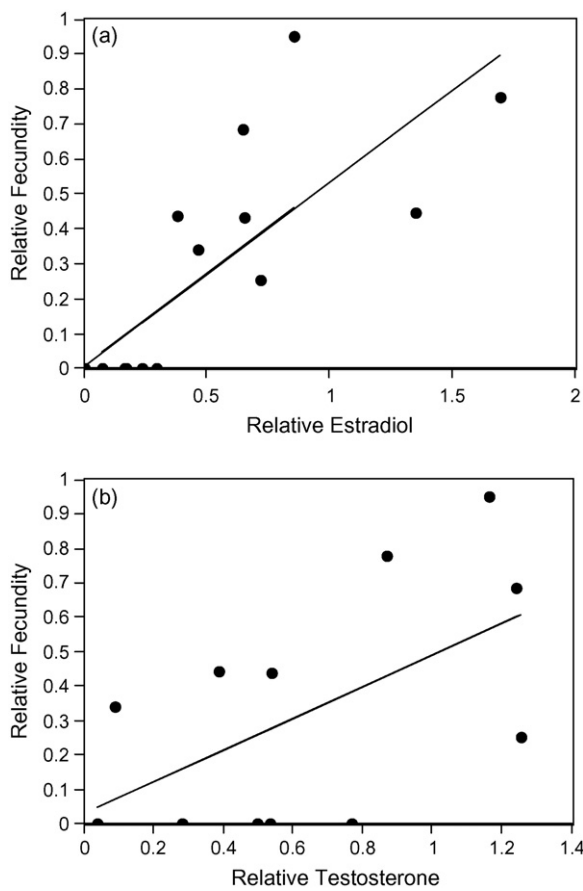 (a)
Relative Fecundity
1
0.9
0.8
0.7
0.6
0.5
0.4
0.3
0.2
0.1
0
0 0.5 1 1.5 2
Relative Estradiol
(b)
Relative Fecundity
1
0.9
0.8
0.7
0.6
0.5
0.4
0.3
0.2
0.1
0
0 0.2 0.4 0.6 0.8 1 1.2 1.4
Relative Testosterone